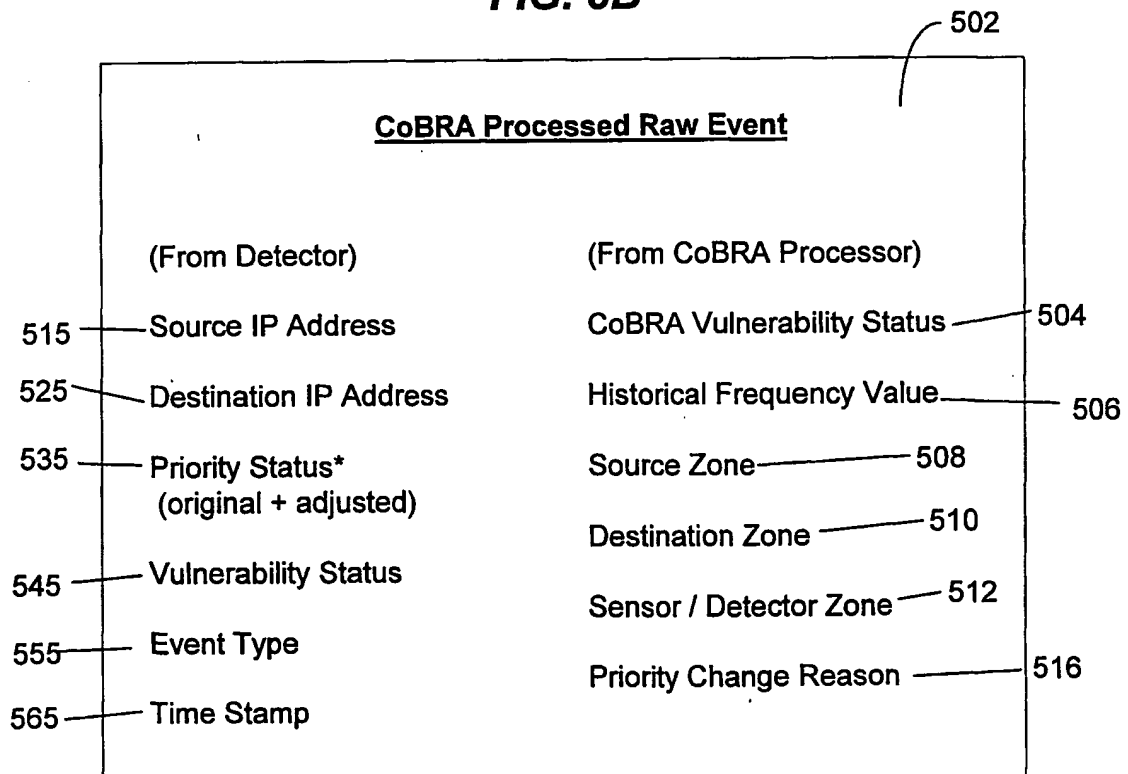 502
CoBRA Processed Raw Event
(From Detector)
(From CoBRA Processor)
515 Source IP Address
CoBRA Vulnerability Status 504
525 Destination IP Address
Historical Frequency Value 506
535 Priority Status*
(original + adjusted)
Source Zone 508
Destination Zone 510
545 Vulnerability Status
Sensor / Detector Zone 512
555 Event Type
Priority Change Reason 516
565 Time Stamp